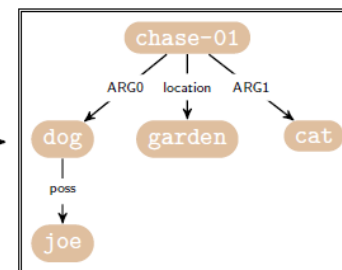 chase-01
ARG0 location ARG1
dog garden cat
poss
joe